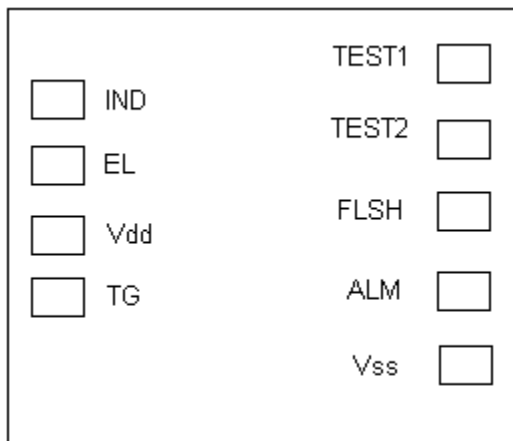 IND
EL
Vdd
TG
TEST1
TEST2
FLSH
ALM
Vss